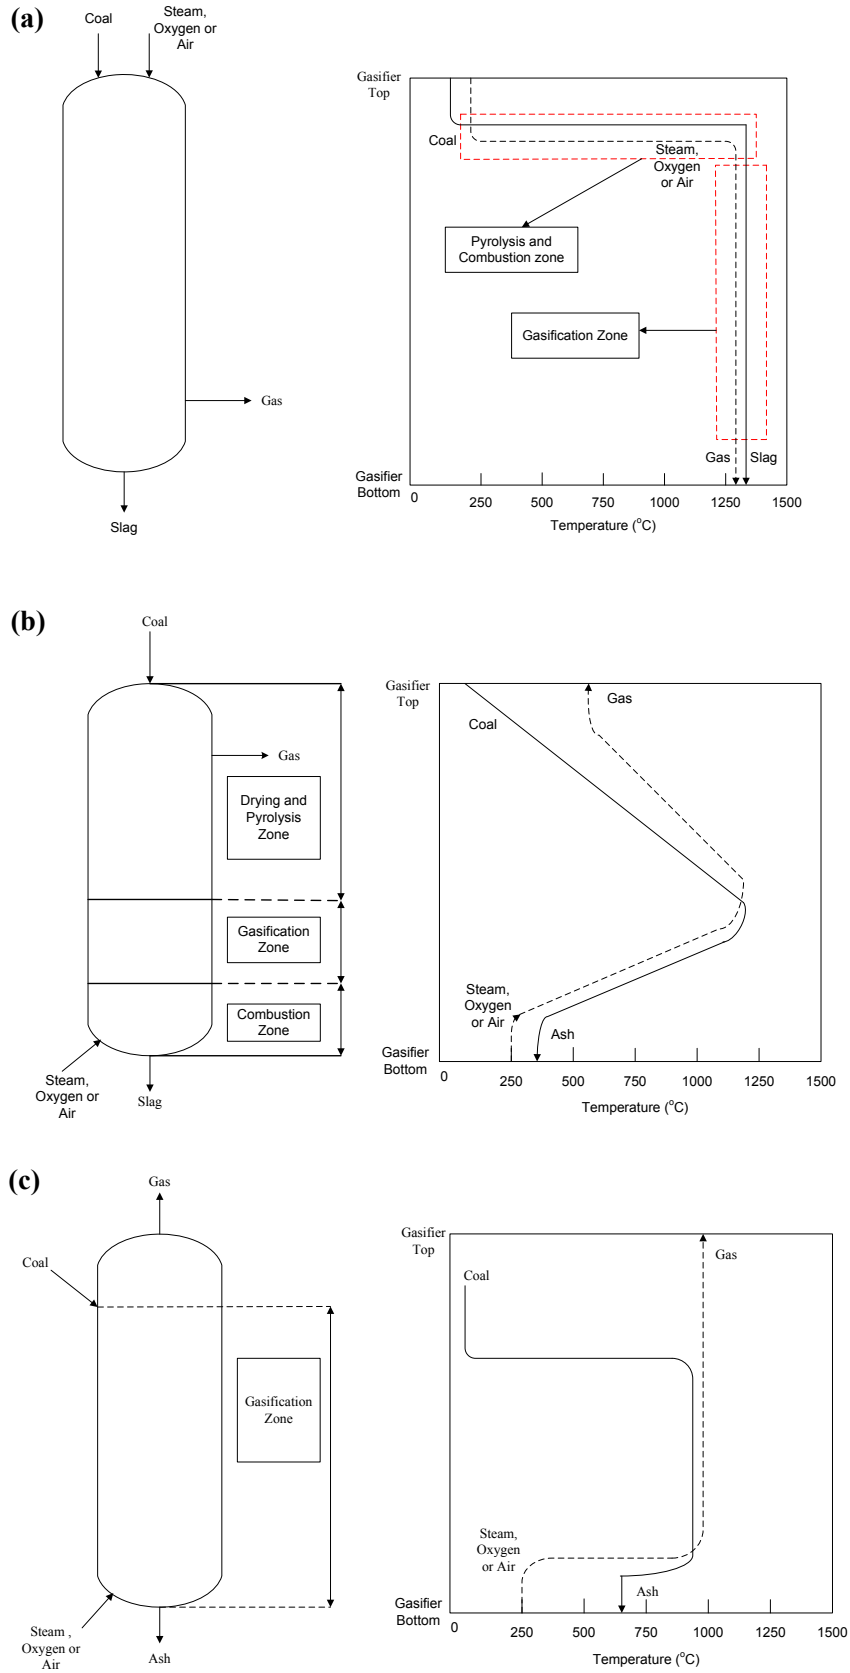 (a)
Coal
Steam,
Oxygen or
Air
Gas
Slag
Gasifier
Top
Coal
Steam,
Oxygen
or Air
Pyrolysis and
Combustion zone
Gasification Zone
Gas
Slag
Gasifier
Bottom
0
250
500
750
1000
1250
1500
Temperature (°C)
(b)
Coal
Gas
Drying and
Pyrolysis
Zone
Gasification
Zone
Combustion
Zone
Steam,
Oxygen or
Air
Slag
Gasifier
Top
Gas
Coal
Steam,
Oxygen
or Air
Ash
Gasifier
Bottom
0
250
500
750
1000
1250
1500
Temperature (°C)
(c)
Gas
Coal
Gasification
Zone
Steam ,
Oxygen or
Air
Ash
Gasifier
Top
Gas
Coal
Steam,
Oxygen
or Air
Ash
Gasifier
Bottom
0
250
500
750
1000
1250
1500
Temperature (°C)